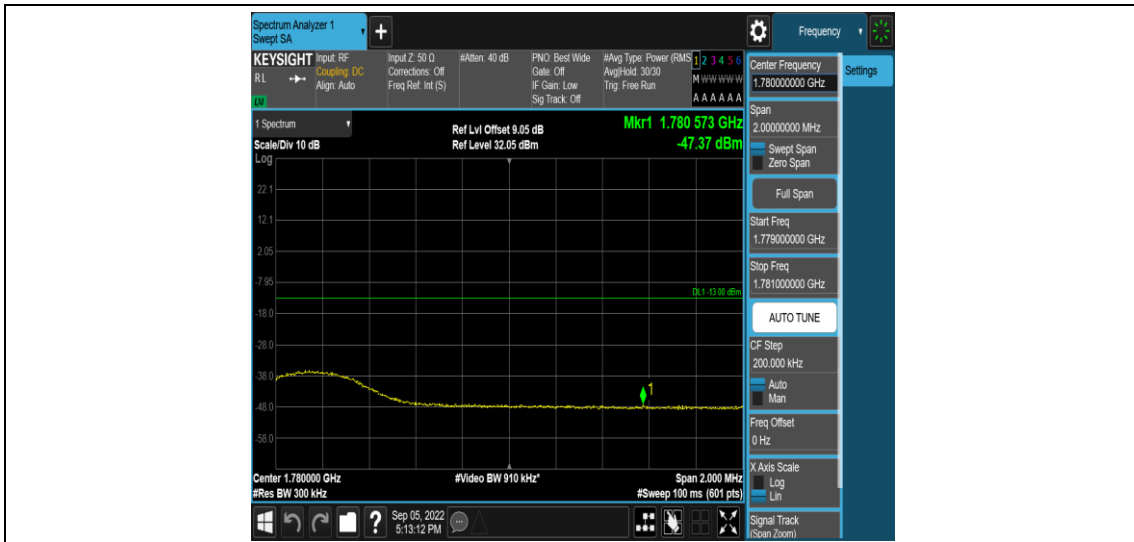 Spectrum Analyzer 1
Swept SA
+
Frequency
KEYSIGHT
RL
LXI
Input: RF
Coupling: DC
Align: Auto
Input Z: 50 Ω
Corrections: Off
Freq Ref: Int (S)
#Atten: 40 dB
PNO: Best Wide
Gate: Off
IF Gain: Low
Sig Track: Off
#Avg Type: Power (RMS
Avg|Hold: 30/30
Trig: Free Run
1 2 3 4 5 6
M W W W W W
A A A A A A
Center Frequency
1.780000000 GHz
Settings
Span
2.00000000 MHz
Swept Span
Zero Span
Full Span
Start Freq
1.779000000 GHz
Stop Freq
1.781000000 GHz
AUTO TUNE
CF Step
200.000 kHz
Auto
Man
Freq Offset
0 Hz
X Axis Scale
Log
Lin
Signal Track
(Span Zoom)
1 Spectrum
Scale/Div 10 dB
Log
Ref Lvl Offset 9.05 dB
Ref Level 32.05 dBm
Mkr1 1.780 573 GHz
-47.37 dBm
22.1
12.1
2.05
-7.95
DL1 -13.00 dBm
-18.0
-28.0
-38.0
1
-48.0
-58.0
Center 1.780000 GHz
#Video BW 910 kHz*
Span 2.000 MHz
#Res BW 300 kHz
#Sweep 100 ms (601 pts)
?
Sep 05, 2022
5:13:12 PM